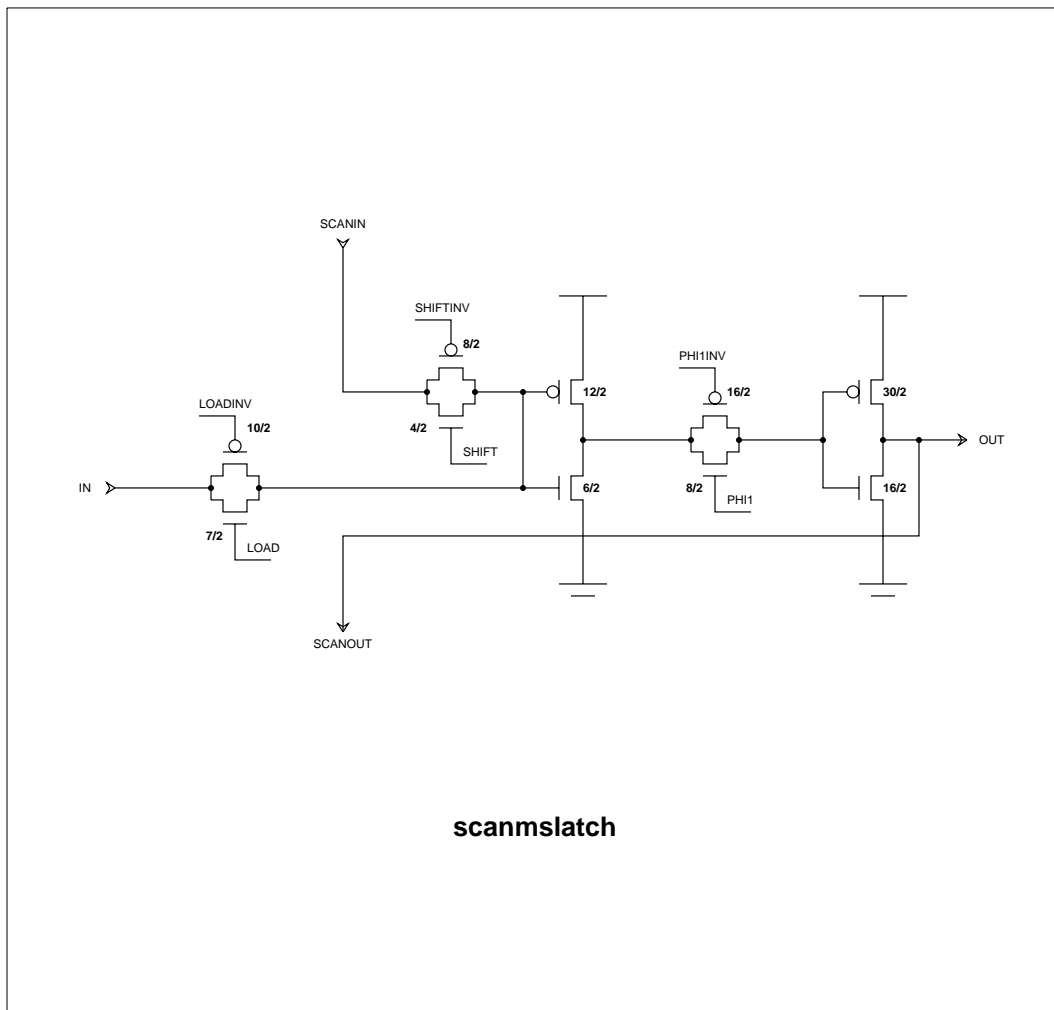 SCANIN
SHIFTINV
8/2
PHI1INV
12/2
16/2
30/2
LOADINV
10/2
4/2
SHIFT
OUT
IN
6/2
8/2
PHI1
16/2
7/2
LOAD
SCANOUT
scanmslatch